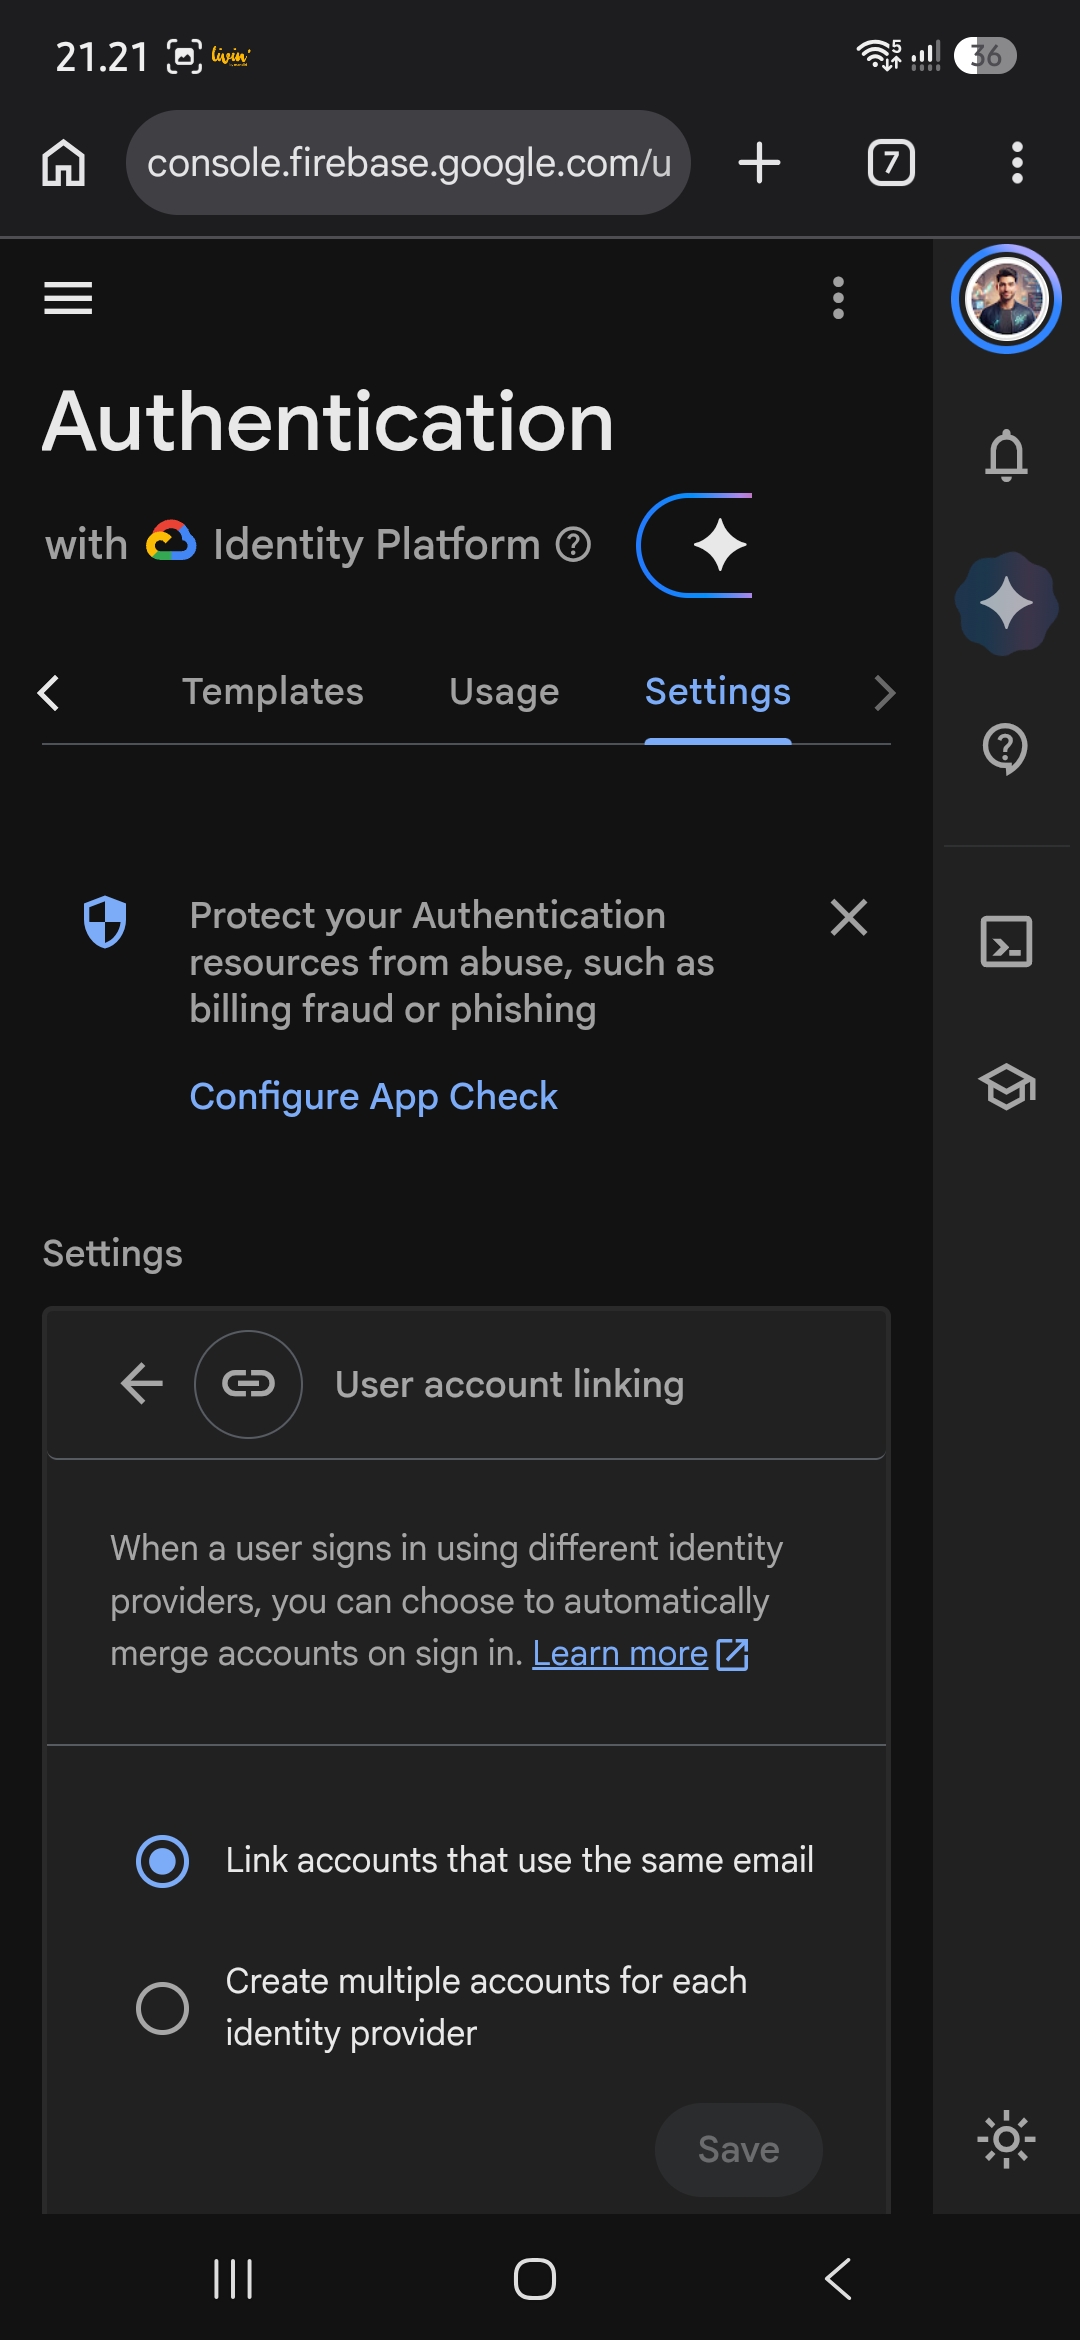 21.21
livin'
5
36
console.firebase.google.com/u
7
Authentication
with Identity Platform
Templates Usage Settings
Protect your Authentication
resources from abuse, such as
billing fraud or phishing
Configure App Check
Settings
User account linking
When a user signs in using different identity
providers, you can choose to automatically
merge accounts on sign in. Learn more
Link accounts that use the same email
Create multiple accounts for each
identity provider
Save